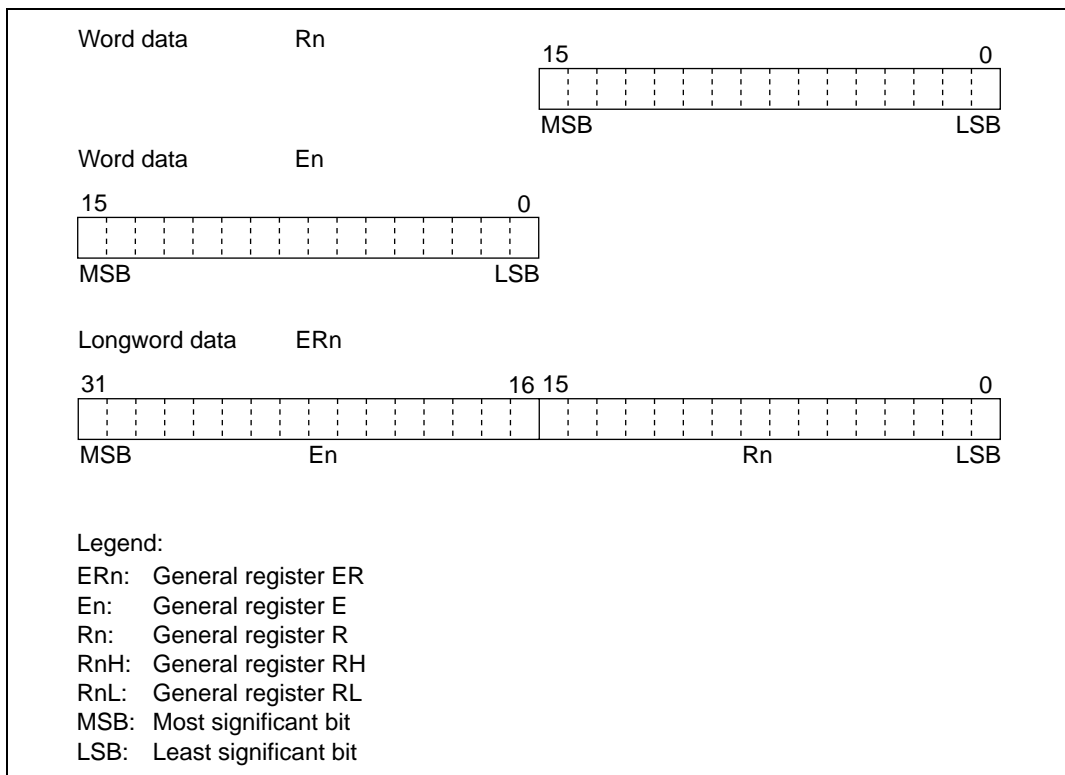 Word data Rn
15 0
MSB LSB
Word data En
15 0
MSB LSB
Longword data ERn
31 16 15 0
MSB En Rn LSB
Legend:
ERn: General register ER
En: General register E
Rn: General register R
RnH: General register RH
RnL: General register RL
MSB: Most significant bit
LSB: Least significant bit